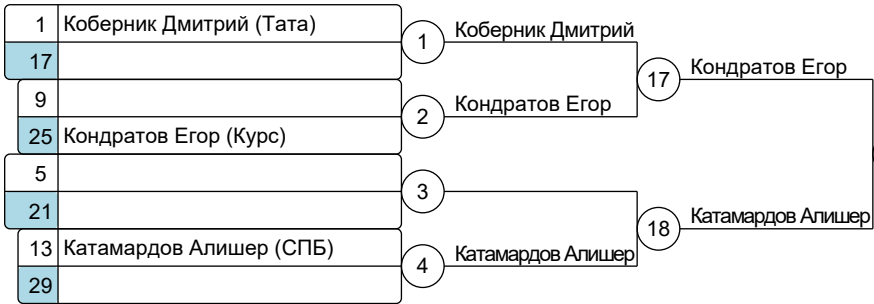 1 Коберник Дмитрий (Тата)
17
1 Коберник Дмитрий
9
25 Кондратов Егор (Курс)
2 Кондратов Егор
17 Кондратов Егор
5
21
3
13 Катамардов Алишер (СПБ)
29
4 Катамардов Алишер
18 Катамардов Алишер